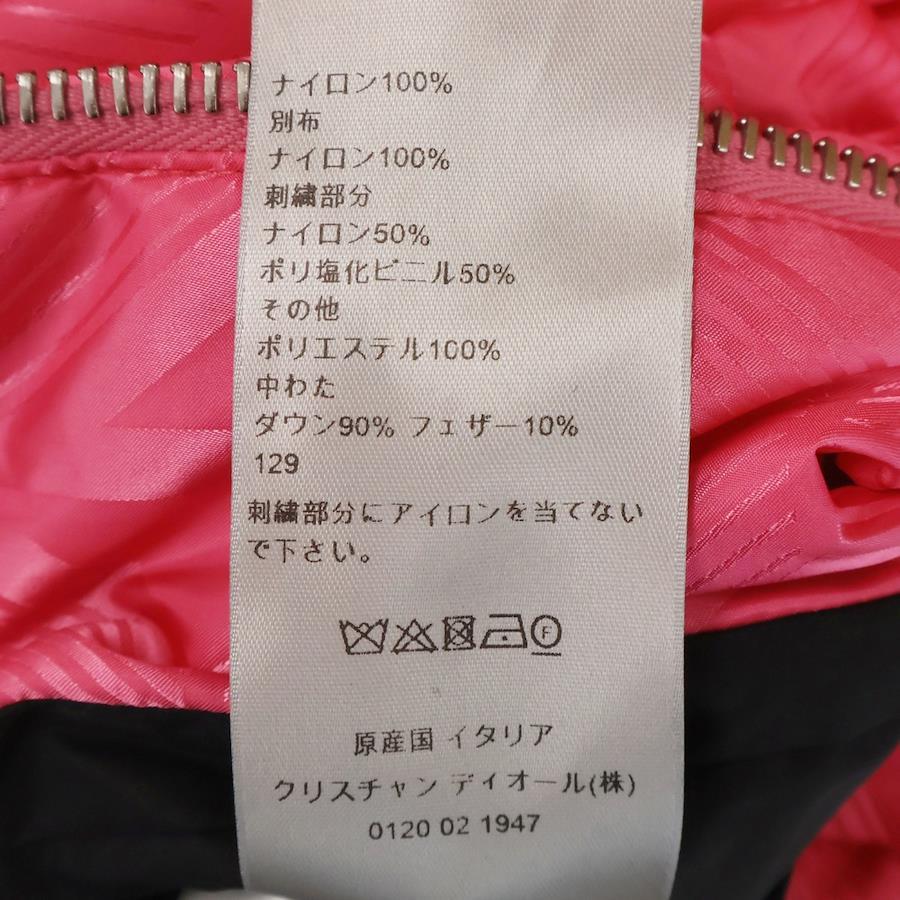 ナイロン100%
別布
ナイロン100%
刺繍部分
ナイロン50%
ポリ塩化ビニル50%
その他
ポリエステル100%
中わた
ダウン90% フェザー10%
129
刺繍部分にアイロンを当てない
で下さい。
F
原産国 イタリア
クリスチャン ディオール(株)
0120 02 1947